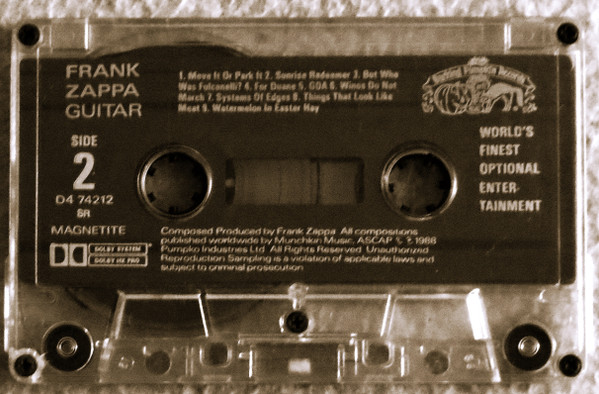 FRANK
ZAPPA
GUITAR
1. Move It Or Park It 2. Sunrise Redeemer 3. But Who
Was Fulcanelli? 4. For Duane 5. GOA 6. Winos Do Not
March 7. Systems Of Edges 8. Things That Look Like
Meat 9. Watermelon In Easter Hay
Barking Pumpkin Records
SIDE
2
D4 74212
SR
MAGNETITE
DOLBY SYSTEM
DOLBY HX PRO
WORLD'S
FINEST
OPTIONAL
ENTER-
TAINMENT
Composed Produced by Frank Zappa All compositions
published worldwide by Munchkin Music, ASCAP © ℗ 1988
Pumpko Industries Ltd. All Rights Reserved. Unauthorized
Reproduction Sampling is a violation of applicable laws and
subject to criminal prosecution